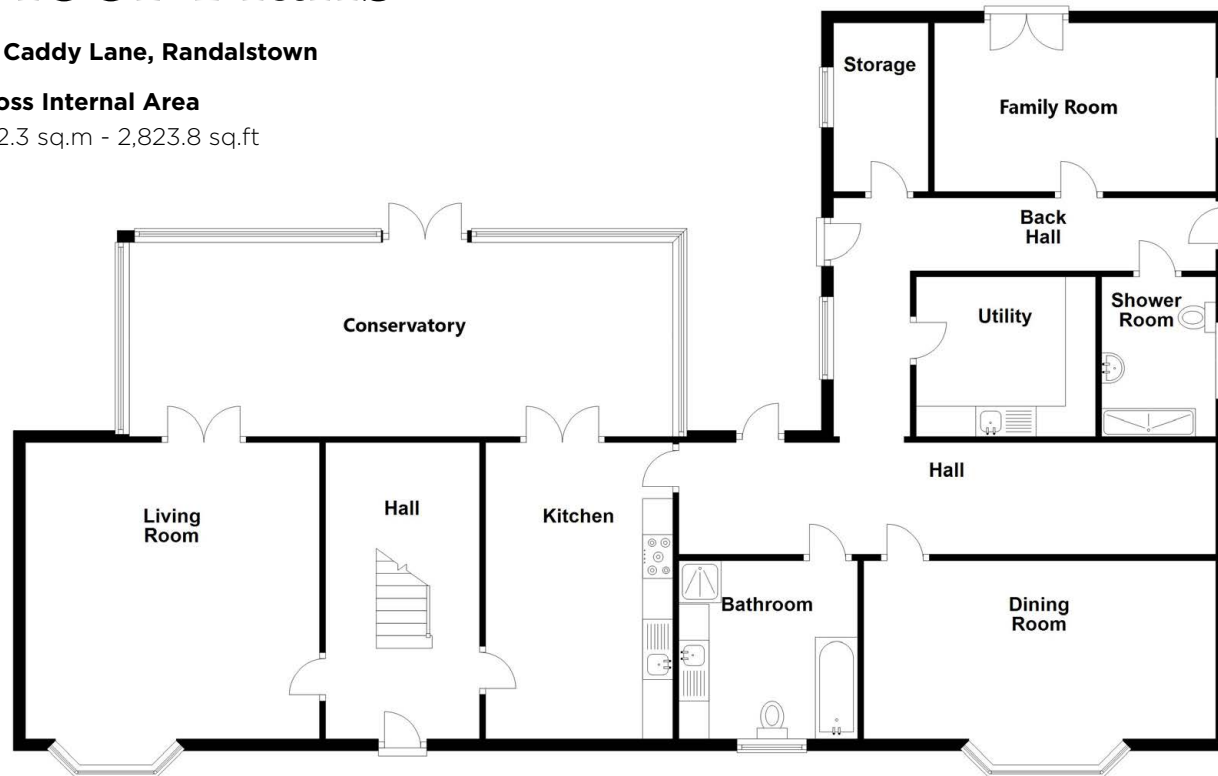 Caddy Lane, Randalstown
oss Internal Area
2.3 sq.m - 2,823.8 sq.ft
Storage
Family Room
Back
Hall
Conservatory
Utility
Shower
Room
Living
Room
Hall
Kitchen
Hall
Bathroom
Dining
Room